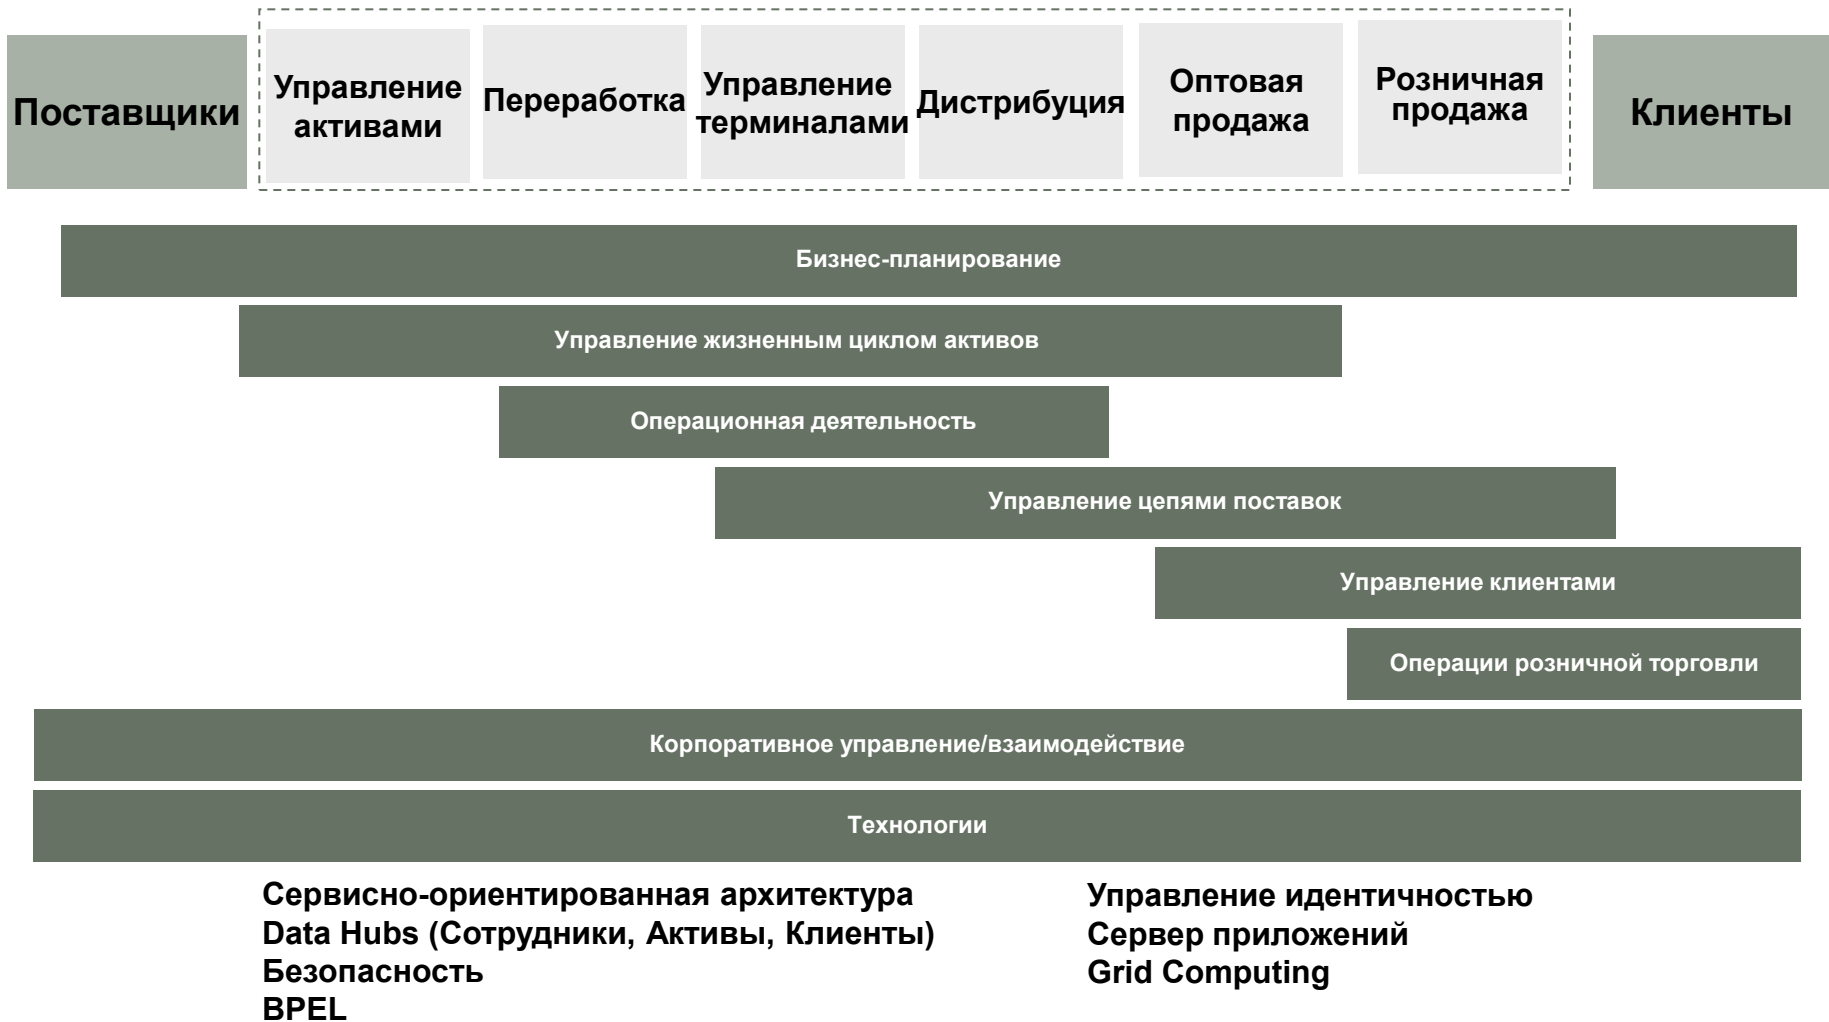 Поставщики
Управление
активами
Переработка
Управление
терминалами
Дистрибуция
Оптовая
продажа
Розничная
продажа
Клиенты
Бизнес-планирование
Управление жизненным циклом активов
Операционная деятельность
Управление цепями поставок
Управление клиентами
Операции розничной торговли
Корпоративное управление/взаимодействие
Технологии
Сервисно-ориентированная архитектура
Data Hubs (Сотрудники, Активы, Клиенты)
Безопасность
BPEL
Управление идентичностью
Сервер приложений
Grid Computing